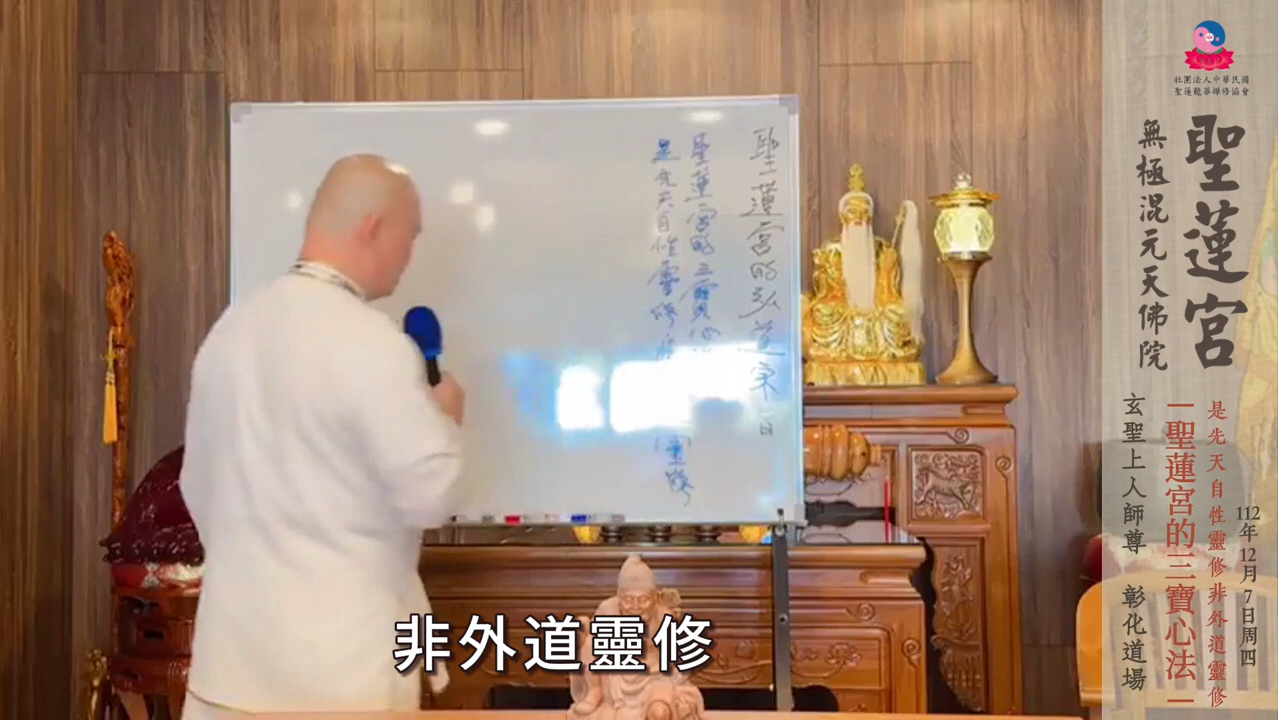 聖蓮宮的弘道宗旨
聖蓮宮的三寶心法
是先天自性靈修非
靈修
非外道靈修
社團法人中華民國
聖蓮龍華禪修協會
聖蓮宮
無極混元天佛院
112年12月7日周四
是先天自性靈修非外道靈修
聖蓮宮的三寶心法
玄聖上人師尊 彰化道場